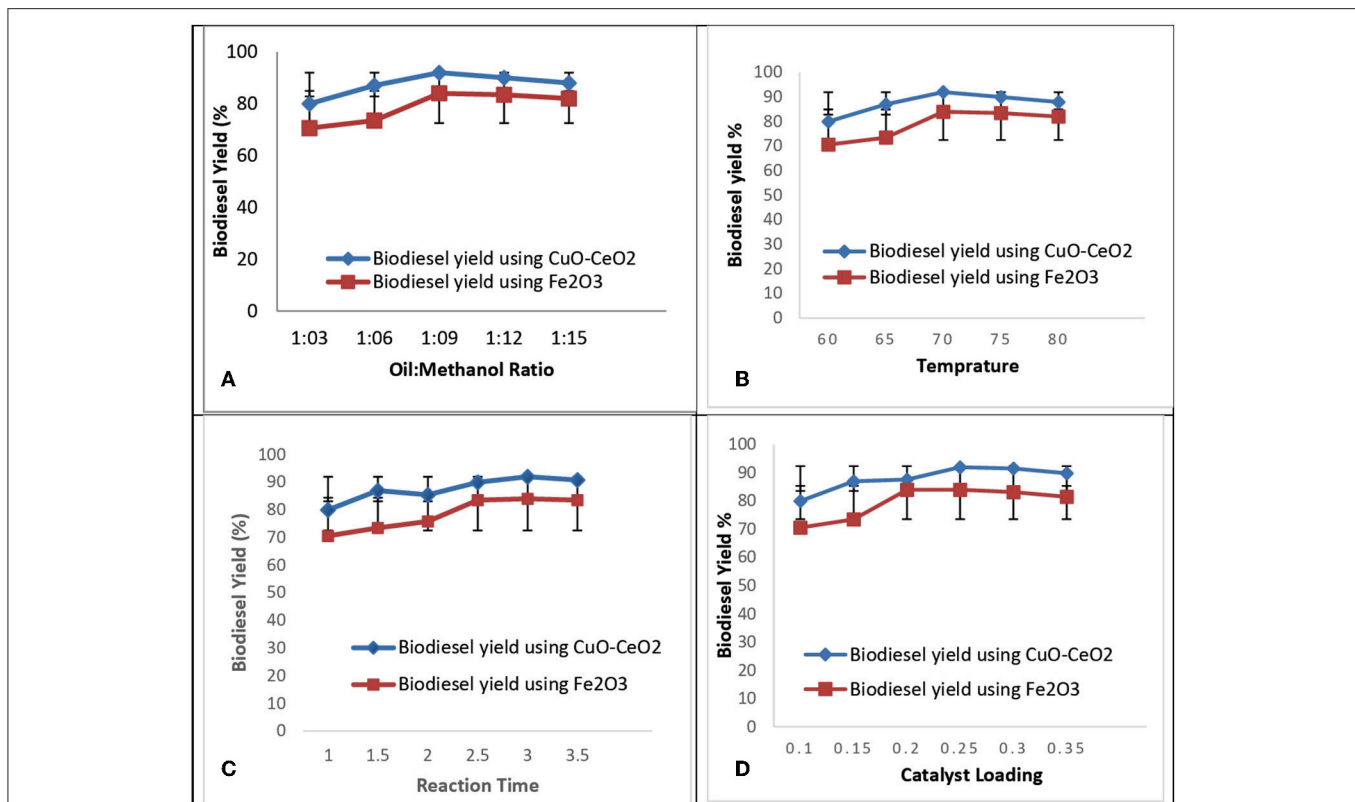 100
80
60
40
20
0
Biodiesel Yield (%
Biodiesel yield using CuO-CeO2
Biodiesel yield using Fe2O3
1:03 1:06 1:09 1:12 1:15
Oil:Methanol Ratio
A
100
90
80
70
60
50
40
30
20
10
0
Biodiesel yield %
Biodiesel yield using CuO-CeO2
Biodiesel yield using Fe2O3
60 65 70 75 80
Temprature
B
100
90
80
70
60
50
40
30
20
10
0
Biodiesel Yield (%)
Biodiesel yield using CuO-CeO2
Biodiesel yield using Fe2O3
1 1.5 2 2.5 3 3.5
Reaction Time
C
100
90
80
70
60
50
40
30
20
10
0
Biodiesel Yield %
Biodiesel yield using CuO-CeO2
Biodiesel yield using Fe2O3
0.1 0.15 0.2 0.25 0.3 0.35
Catalyst Loading
D